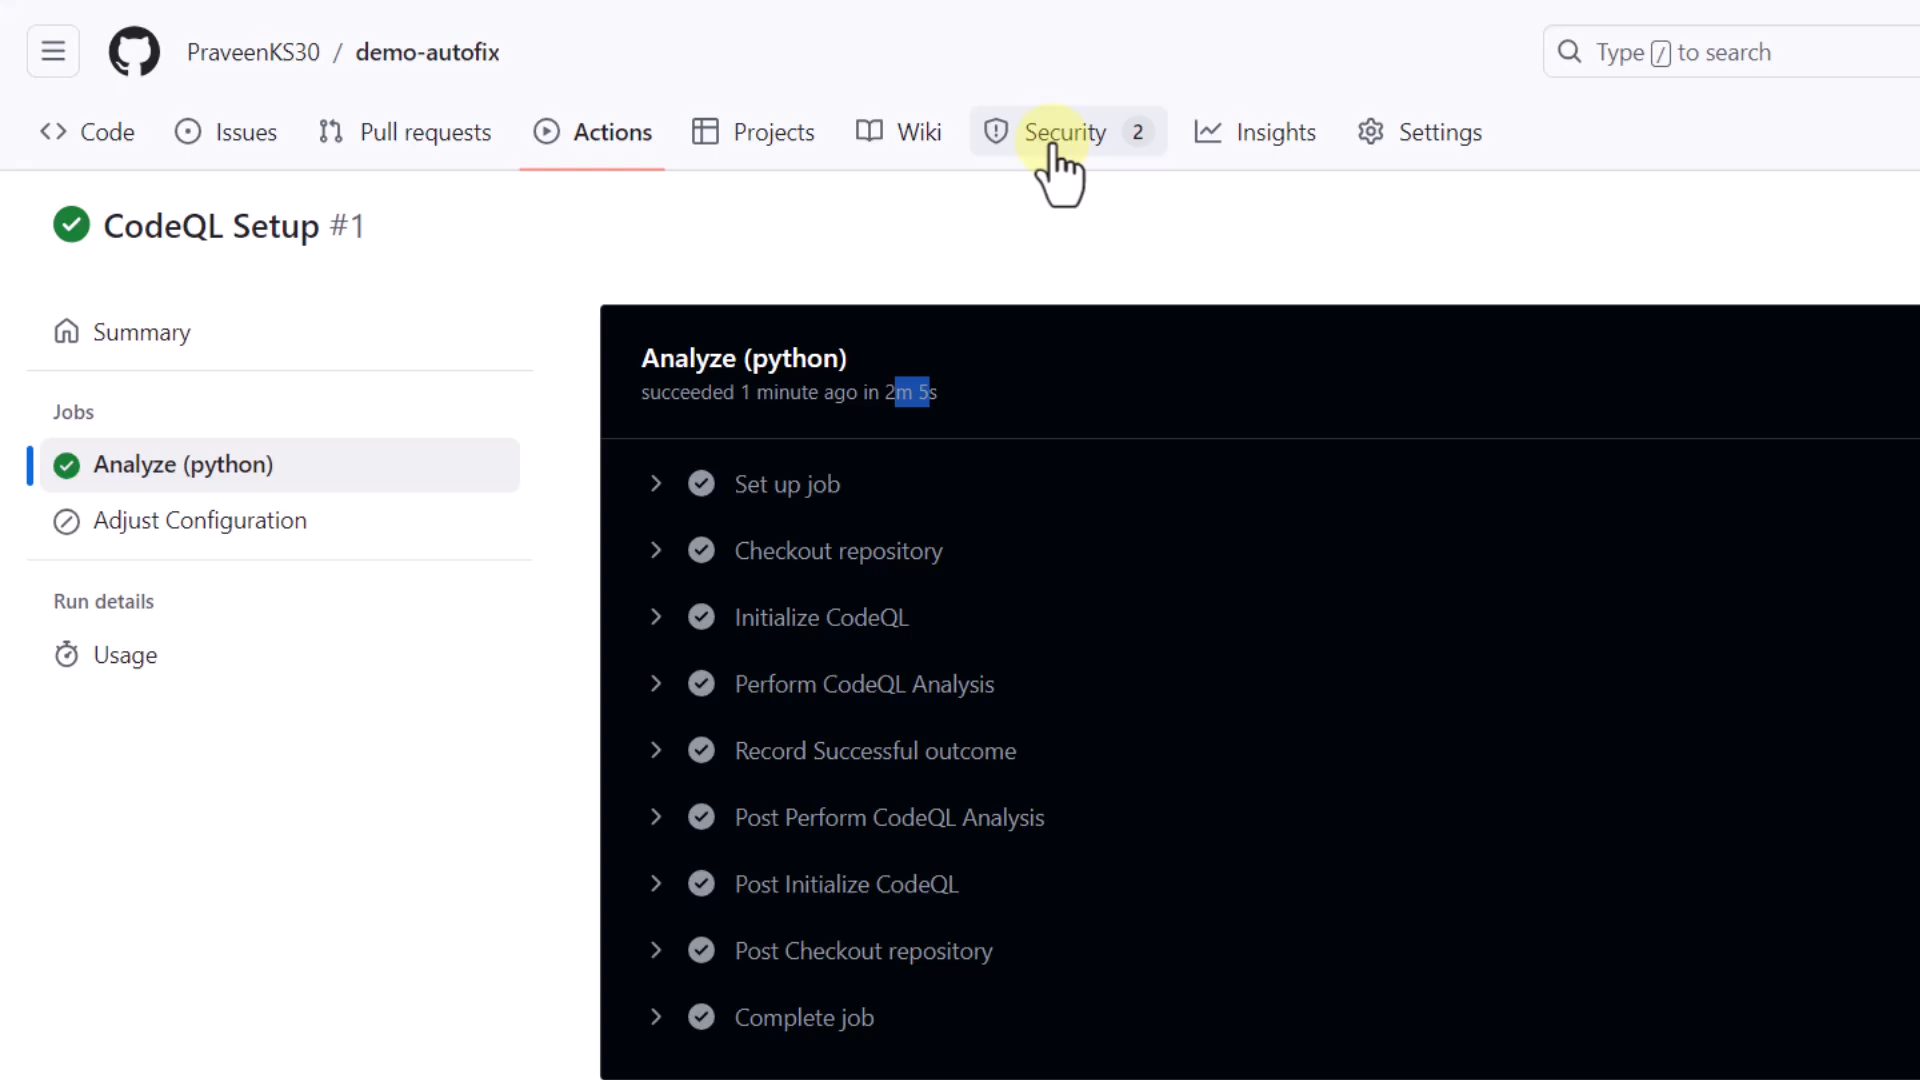 PraveenKS30 / demo-autofix
Type / to search
Code Issues Pull requests Actions Projects Wiki Security 2 Insights Settings
CodeQL Setup #1
Summary
Jobs
Analyze (python)
Adjust Configuration
Run details
Usage
Analyze (python)
succeeded 1 minute ago in 2m 5s
Set up job
Checkout repository
Initialize CodeQL
Perform CodeQL Analysis
Record Successful outcome
Post Perform CodeQL Analysis
Post Initialize CodeQL
Post Checkout repository
Complete job